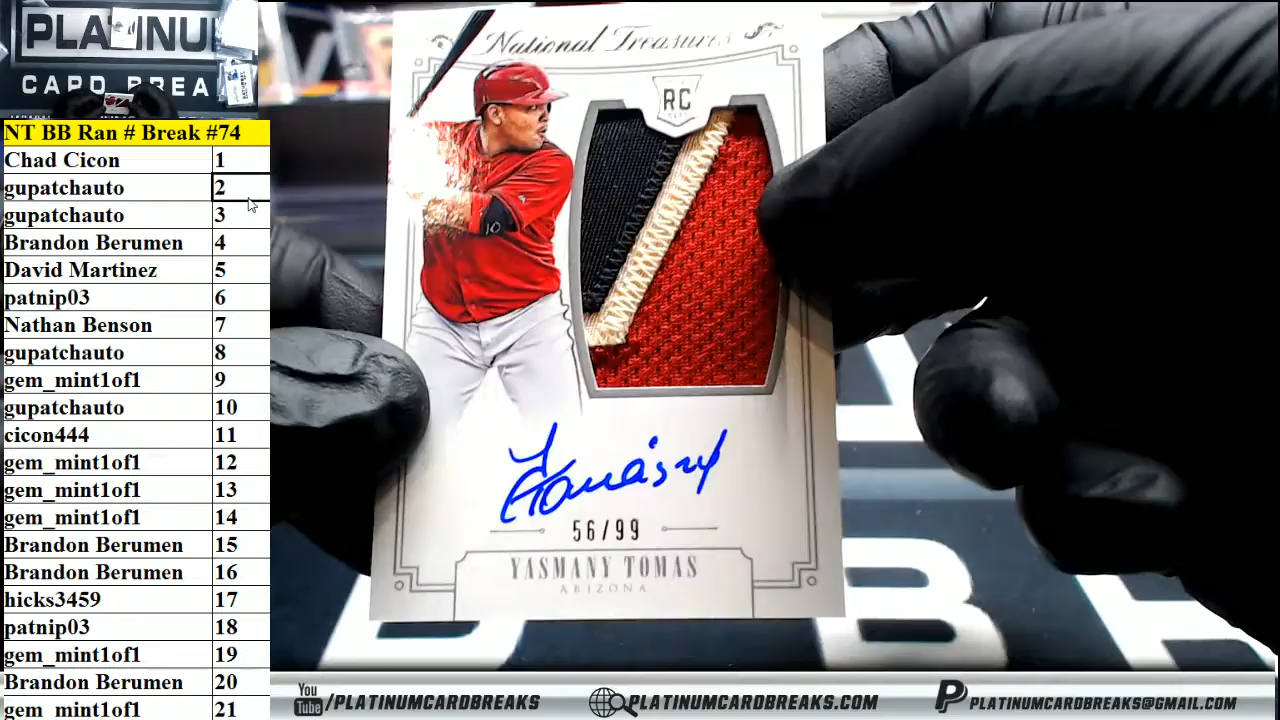 PLATINU
CARD BREA
NT BB Ran # Break #74
Chad Cicon 1
gupatchauto 2
gupatchauto 3
Brandon Berumen 4
David Martinez 5
patnip03 6
Nathan Benson 7
gupatchauto 8
gem_mint1of1 9
gupatchauto 10
cicon444 11
gem_mint1of1 12
gem_mint1of1 13
gem_mint1of1 14
Brandon Berumen 15
Brandon Berumen 16
hicks3459 17
patnip03 18
gem_mint1of1 19
Brandon Berumen 20
gem_mint1of1 21
National Treasures
RC
56/99
YASMANY TOMAS
ARIZONA
You Tube /PLATINUMCARDBREAKS
PLATINUMCARDBREAKS.COM
PLATINUMCARDBREAKS@GMAIL.COM